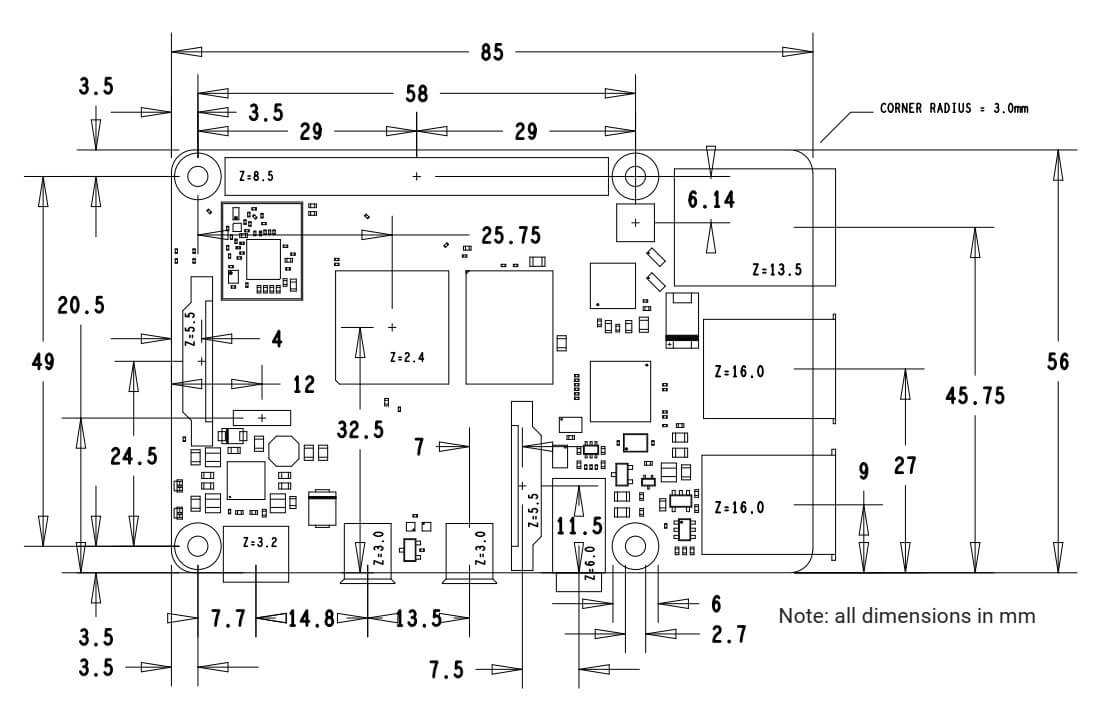 85
3.5
58
3.5
CORNER RADIUS = 3.0mm
29
29
Z=8.5
6.14
25.75
Z=13.5
20.5
Z=5.5
4
Z=2.4
49
12
Z=16.0
56
45.75
32.5
7
24.5
27
9
Z=5.5
Z=16.0
11.5
Z=3.2
Z=3.0
Z=3.0
Z=6.0
6
7.7
14.8
13.5
Note: all dimensions in mm
3.5
2.7
3.5
7.5